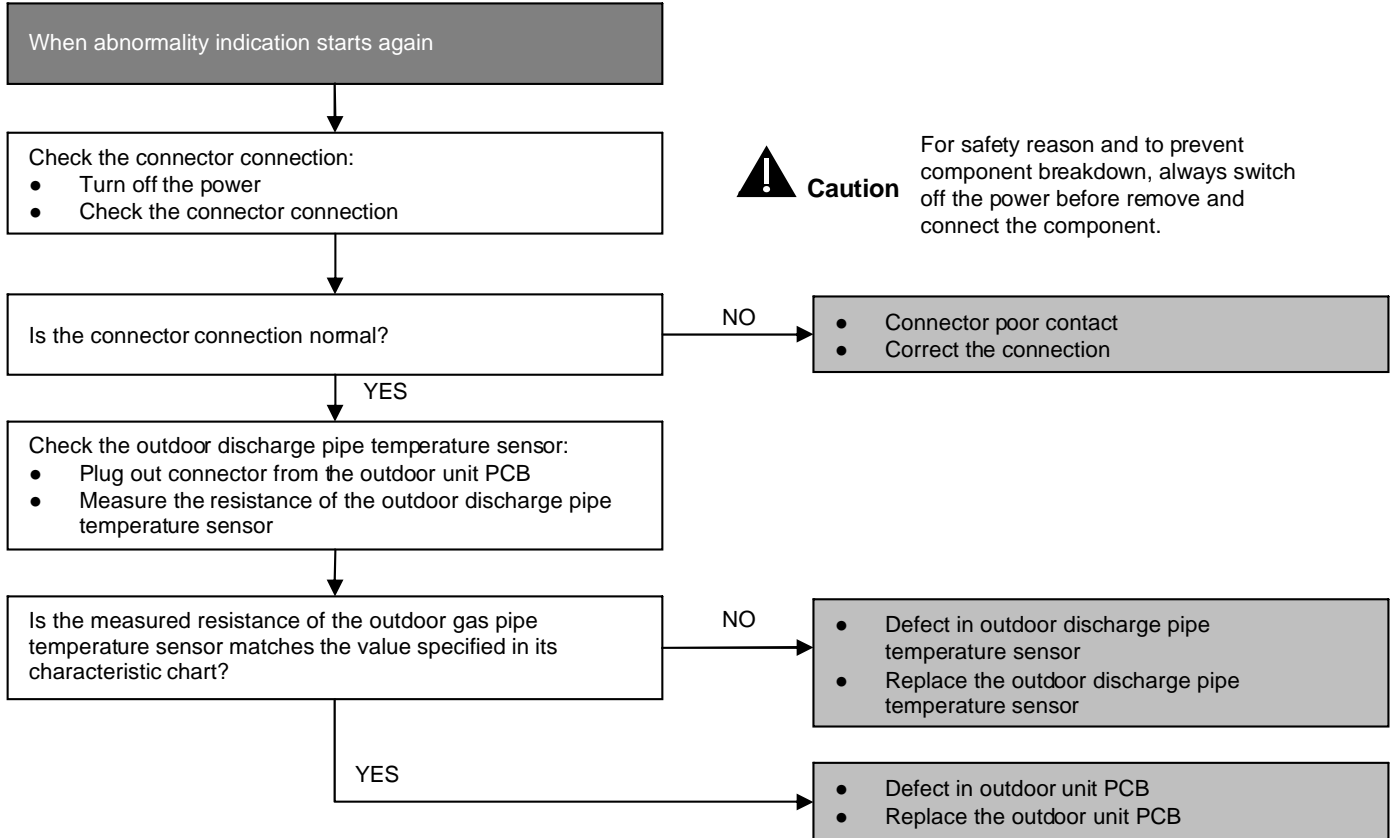 When abnormality indication starts again
Check the connector connection:
● Turn off the power
● Check the connector connection
Caution
For safety reason and to prevent
component breakdown, always switch
off the power before remove and
connect the component.
Is the connector connection normal?
NO
● Connector poor contact
● Correct the connection
YES
Check the outdoor discharge pipe temperature sensor:
● Plug out connector from the outdoor unit PCB
● Measure the resistance of the outdoor discharge pipe
temperature sensor
Is the measured resistance of the outdoor gas pipe
temperature sensor matches the value specified in its
characteristic chart?
NO
● Defect in outdoor discharge pipe
temperature sensor
● Replace the outdoor discharge pipe
temperature sensor
YES
● Defect in outdoor unit PCB
● Replace the outdoor unit PCB